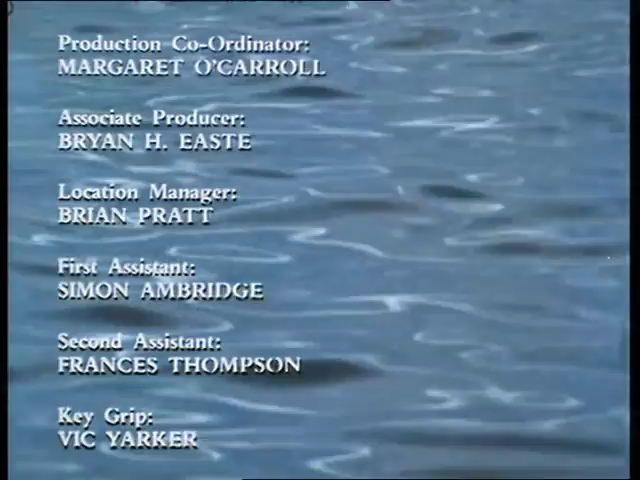 Production Co-Ordinator:
MARGARET O'CARROLL
Associate Producer:
BRYAN H. EASTE
Location Manager:
BRIAN PRATT
First Assistant:
SIMON AMBRIDGE
Second Assistant:
FRANCES THOMPSON
Key Grip:
VIC YARKER